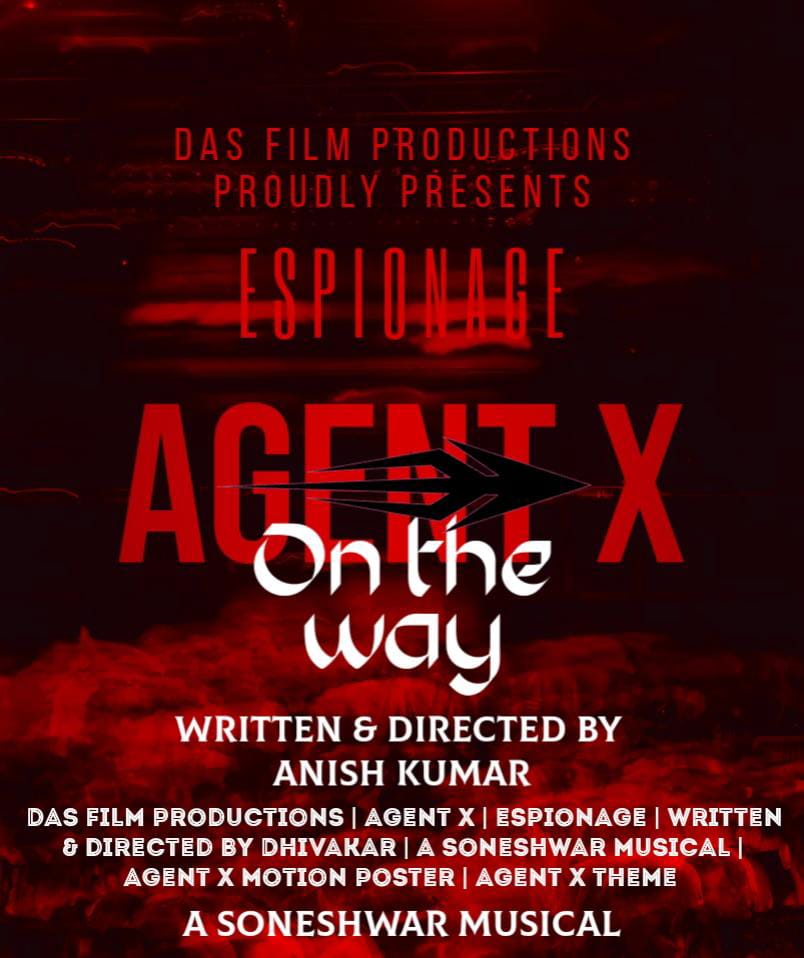 DAS FILM PRODUCTIONS
PROUDLY PRESENTS
ESPIONAGE
AGENT X
On the
way
WRITTEN & DIRECTED BY
ANISH KUMAR
DAS FILM PRODUCTIONS | AGENT X | ESPIONAGE | WRITTEN
& DIRECTED BY DHIVAKAR | A SONESHWAR MUSICAL |
AGENT X MOTION POSTER | AGENT X THEME
A SONESHWAR MUSICAL